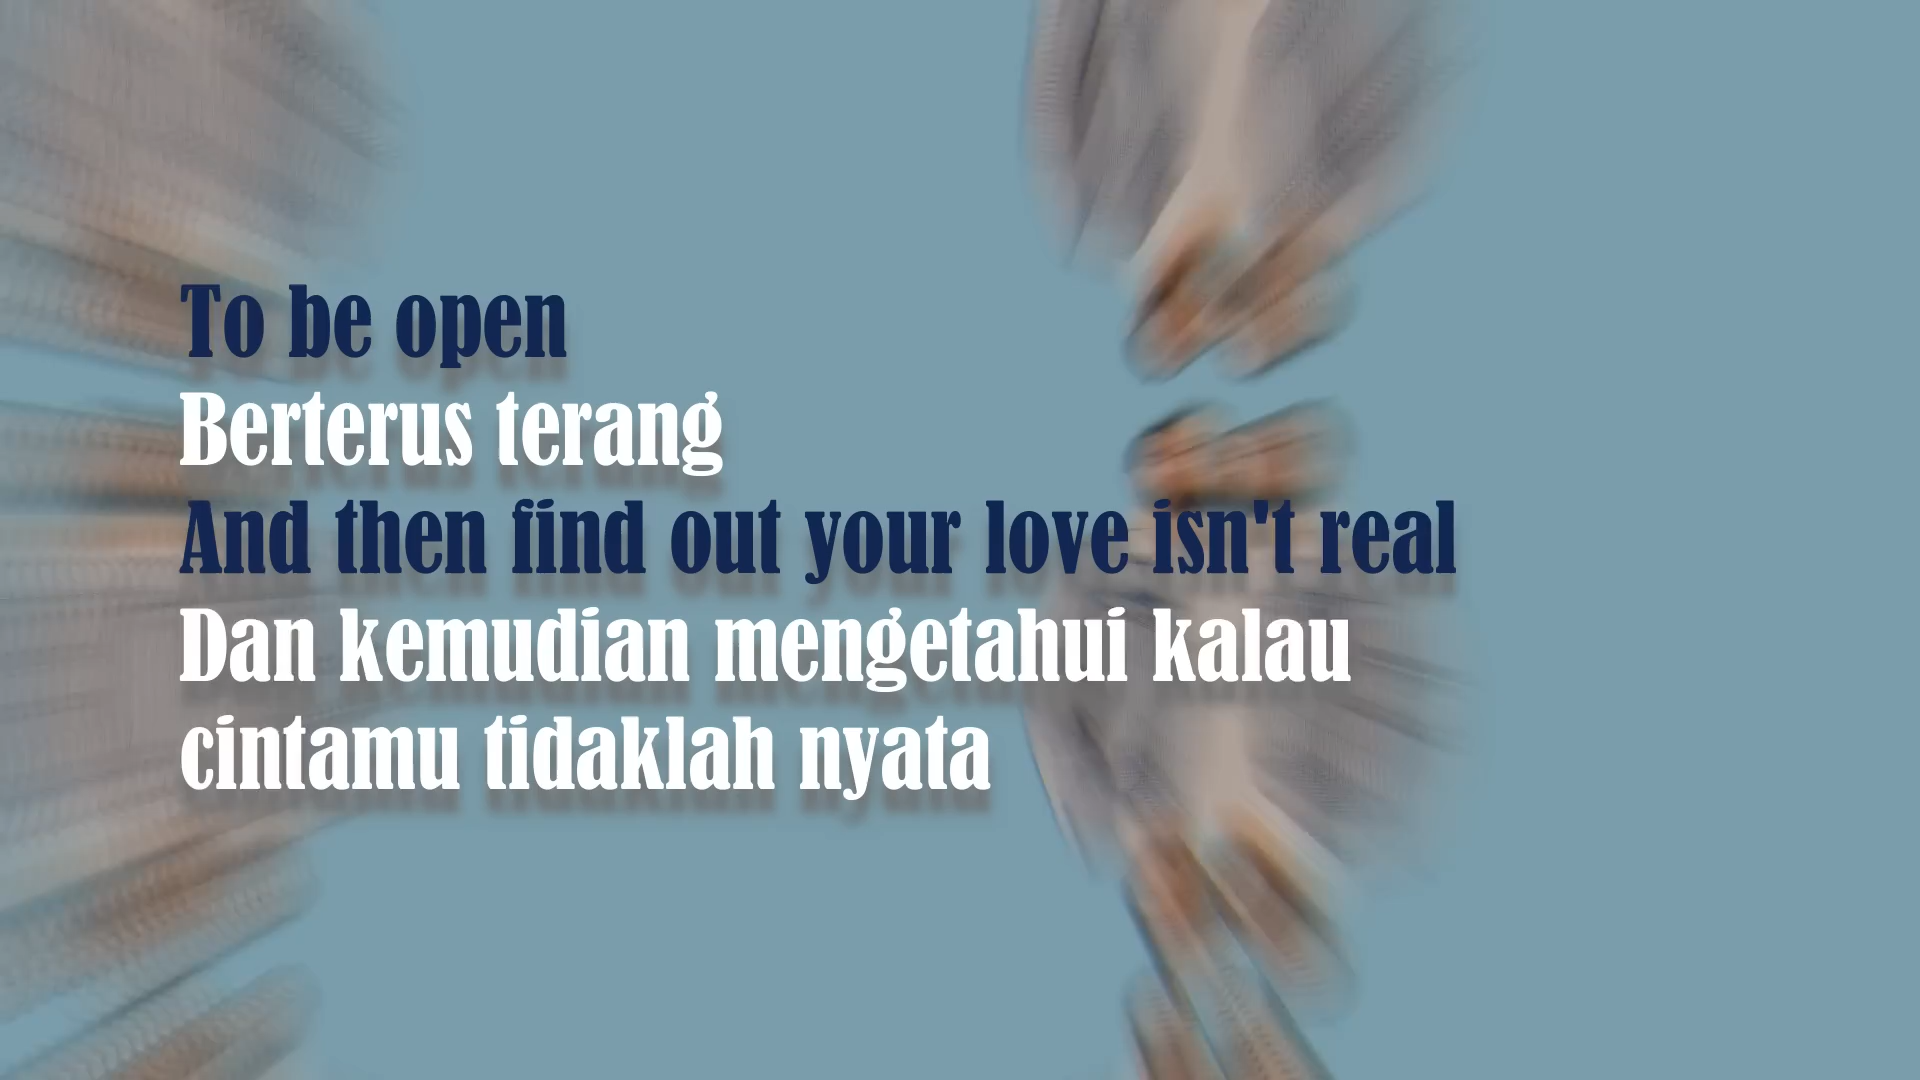 To be open
Berterus terang
And then find out your love isn't real
Dan kemudian mengetahui kalau
cintamu tidaklah nyata